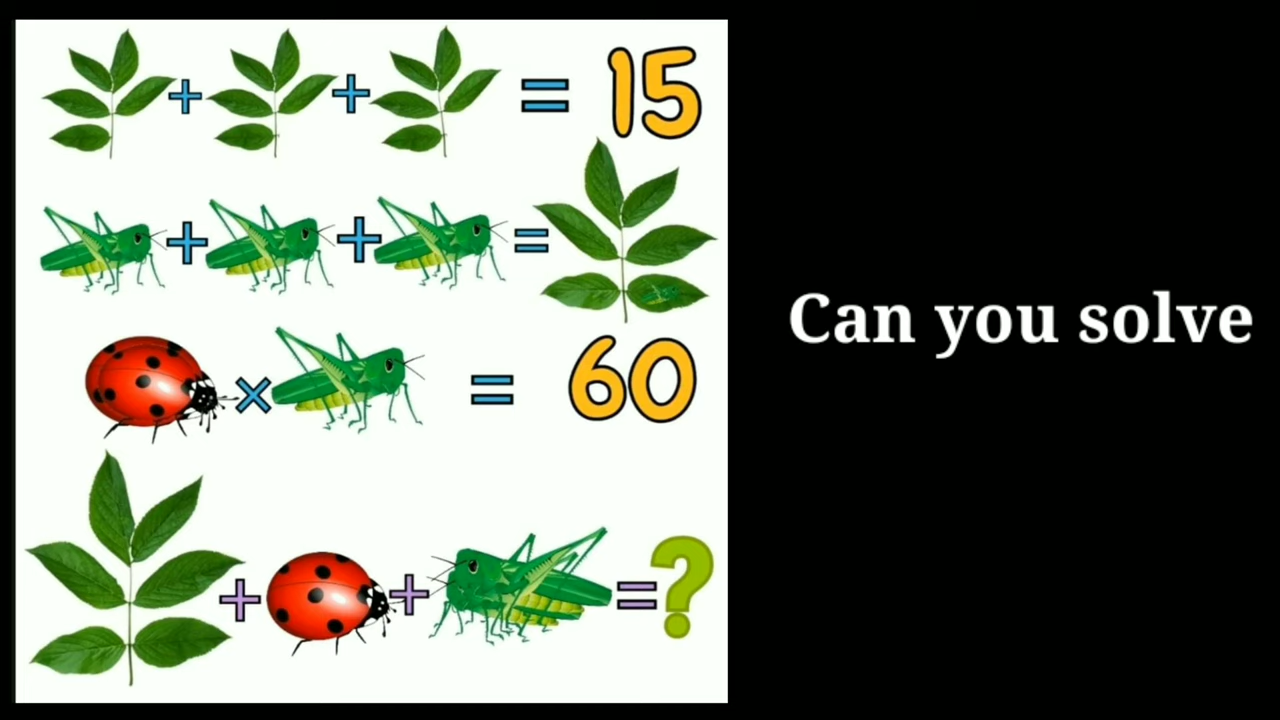 + + = 15
+ + =
× = 60
+ + = ?
Can you solve